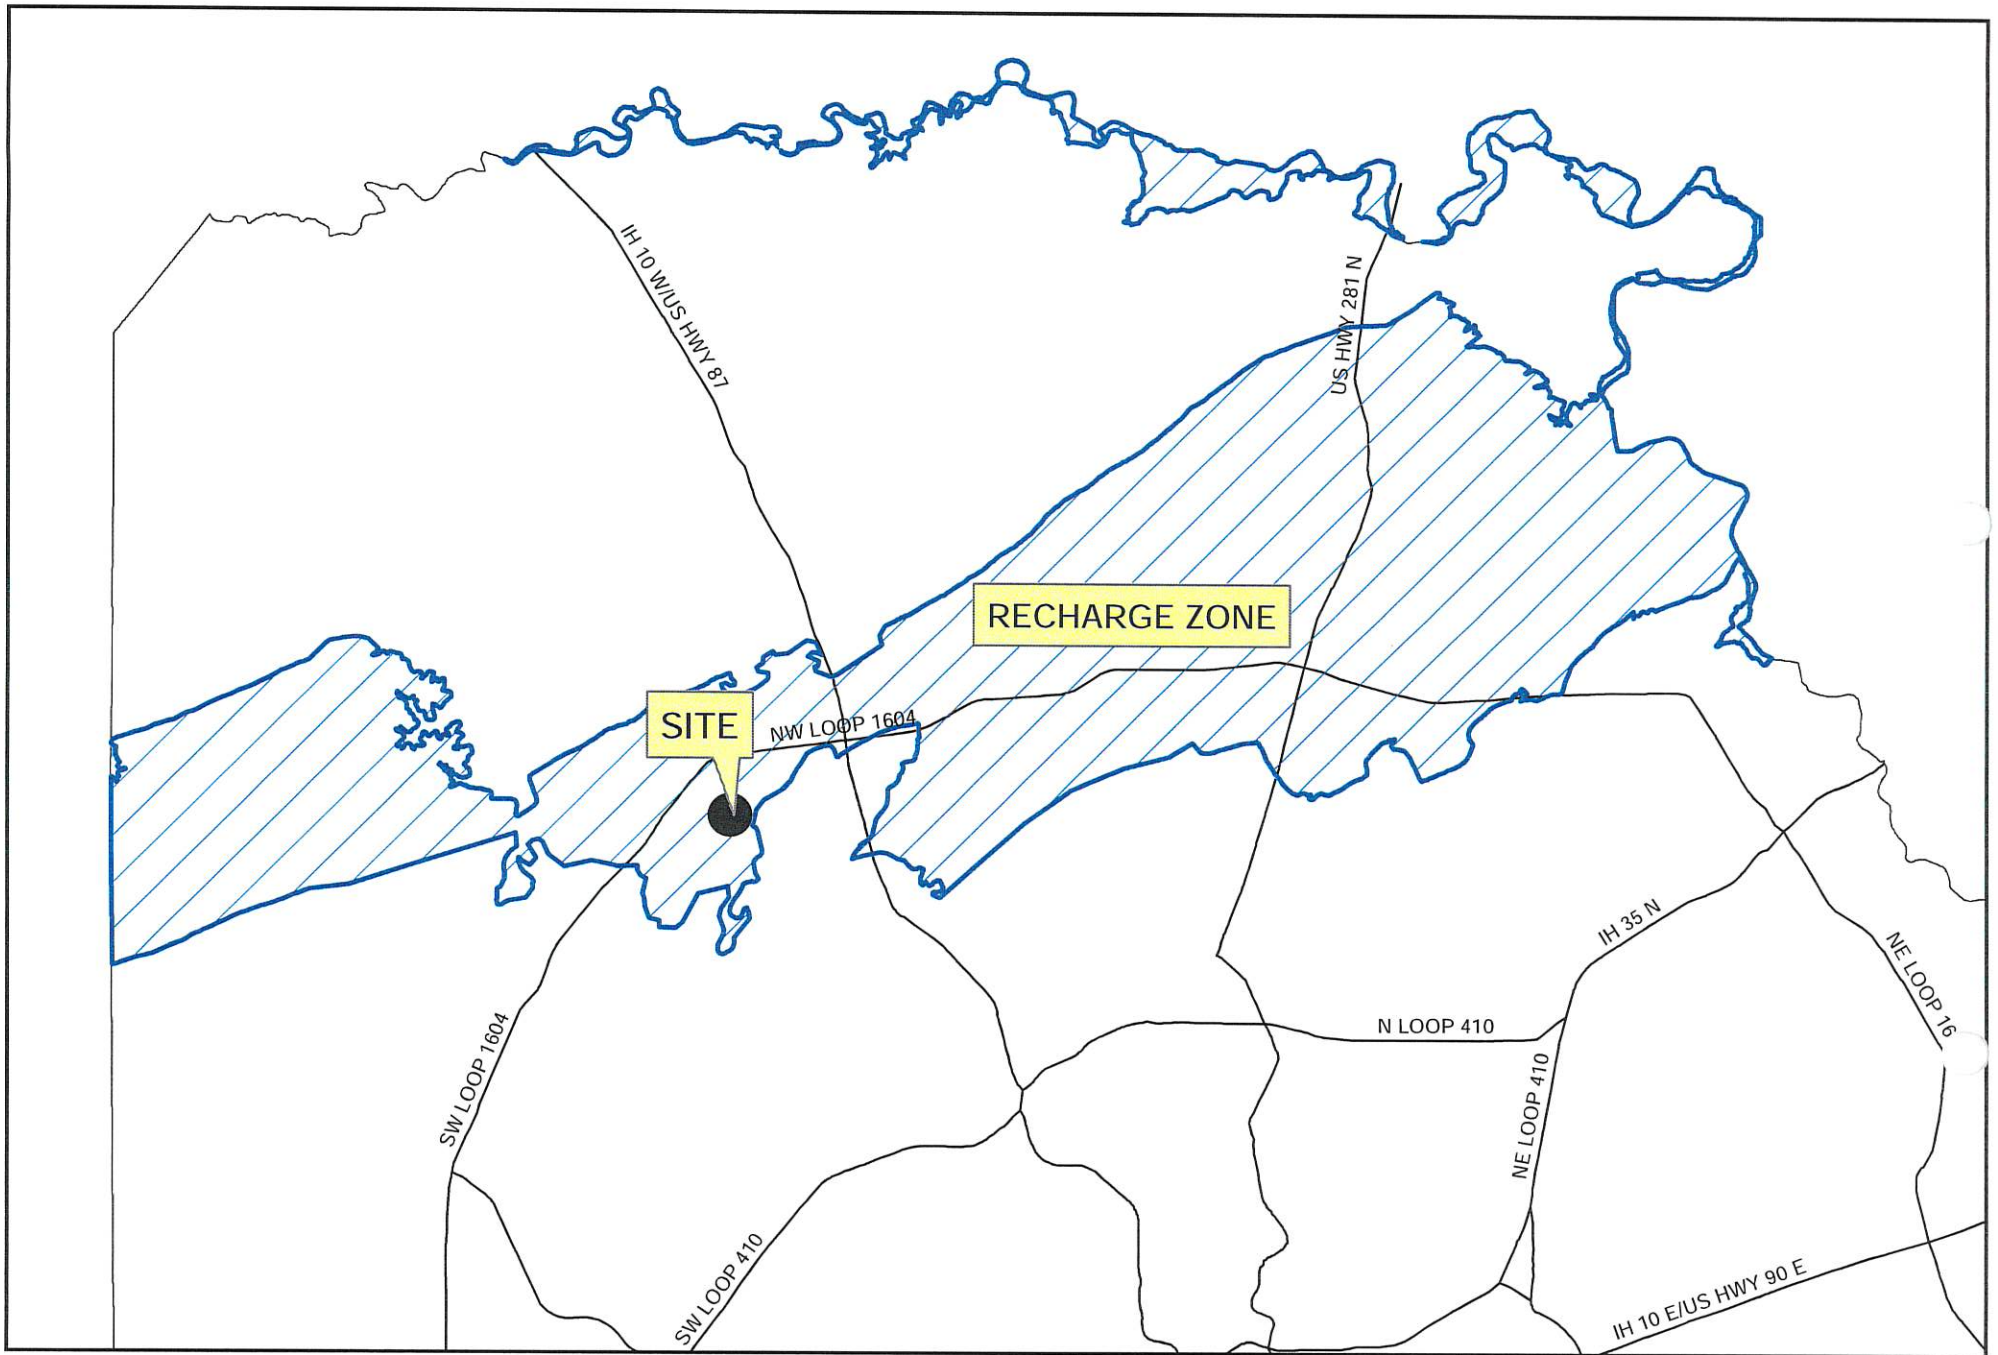 IH 10 W/US HWY 87
US HWY 281 N
RECHARGE ZONE
SITE
NW LOOP 1604
IH 35 N
NE LOOP 16
N LOOP 410
SW LOOP 1604
NE LOOP 410
SW LOOP 410
IH 10 E/US HWY 90 E